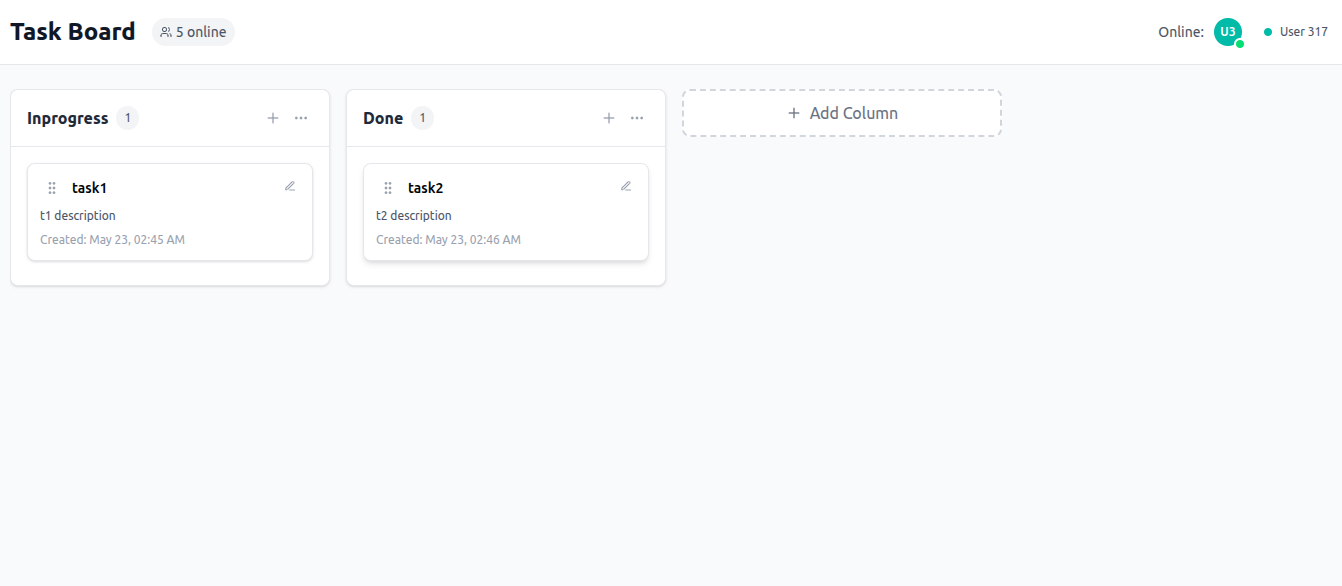 Task Board
5 online
Online:
U3
User 317
Inprogress 1
Done 1
+ Add Column
task1
t1 description
Created: May 23, 02:45 AM
task2
t2 description
Created: May 23, 02:46 AM